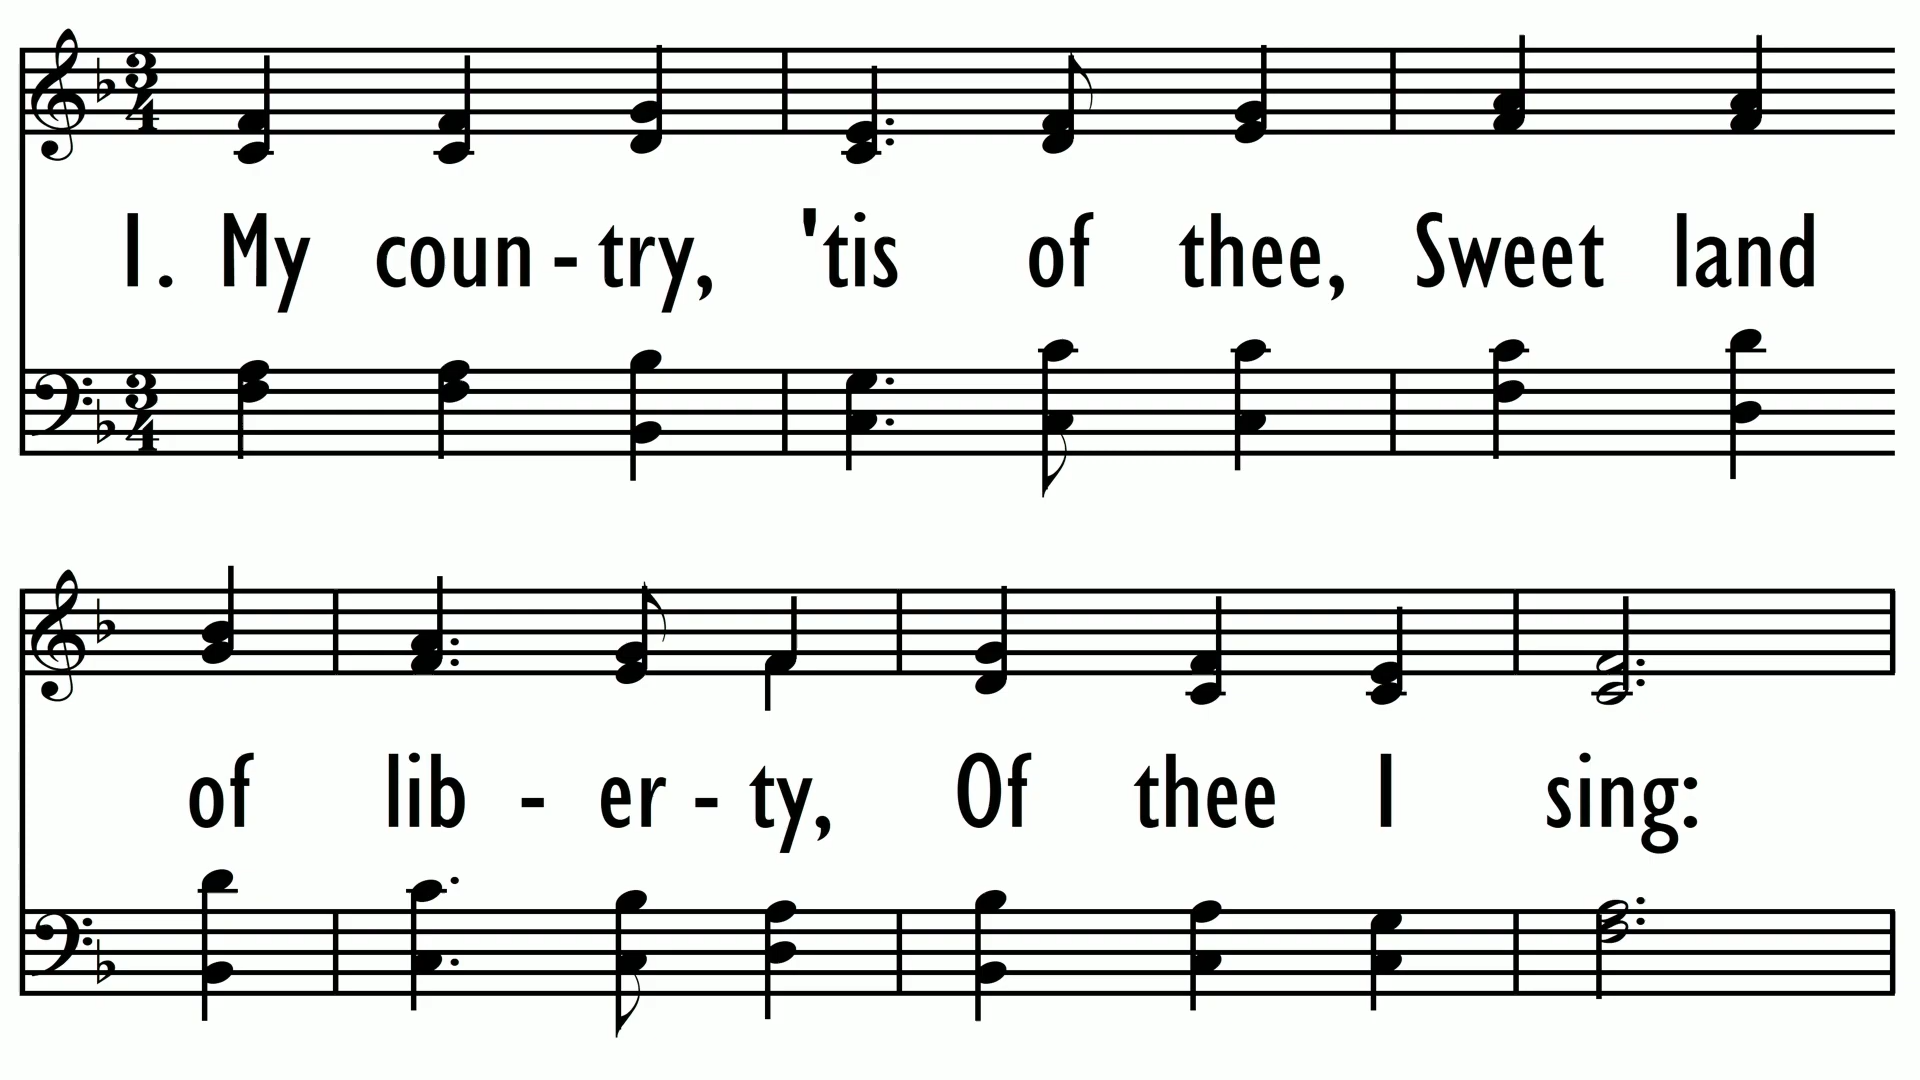 1. My coun - try, 'tis of thee, Sweet land
of lib - er - ty, Of thee I sing: